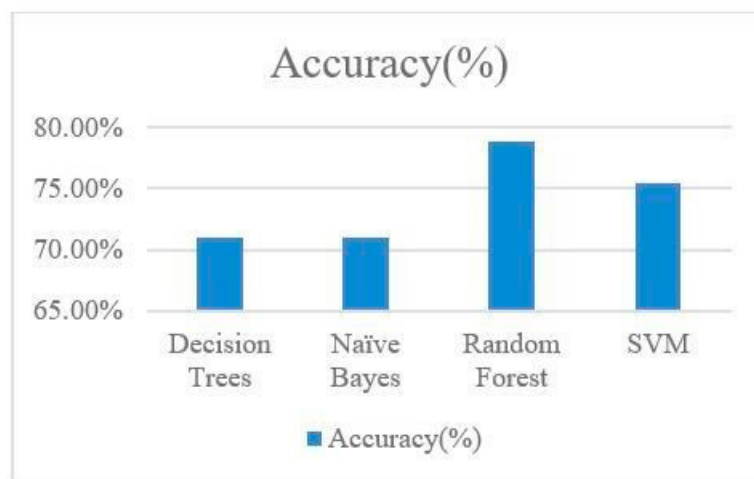 Accuracy(%)
80.00%
75.00%
70.00%
65.00%
Decision
Trees
Naïve
Bayes
Random
Forest
SVM
Accuracy(%)